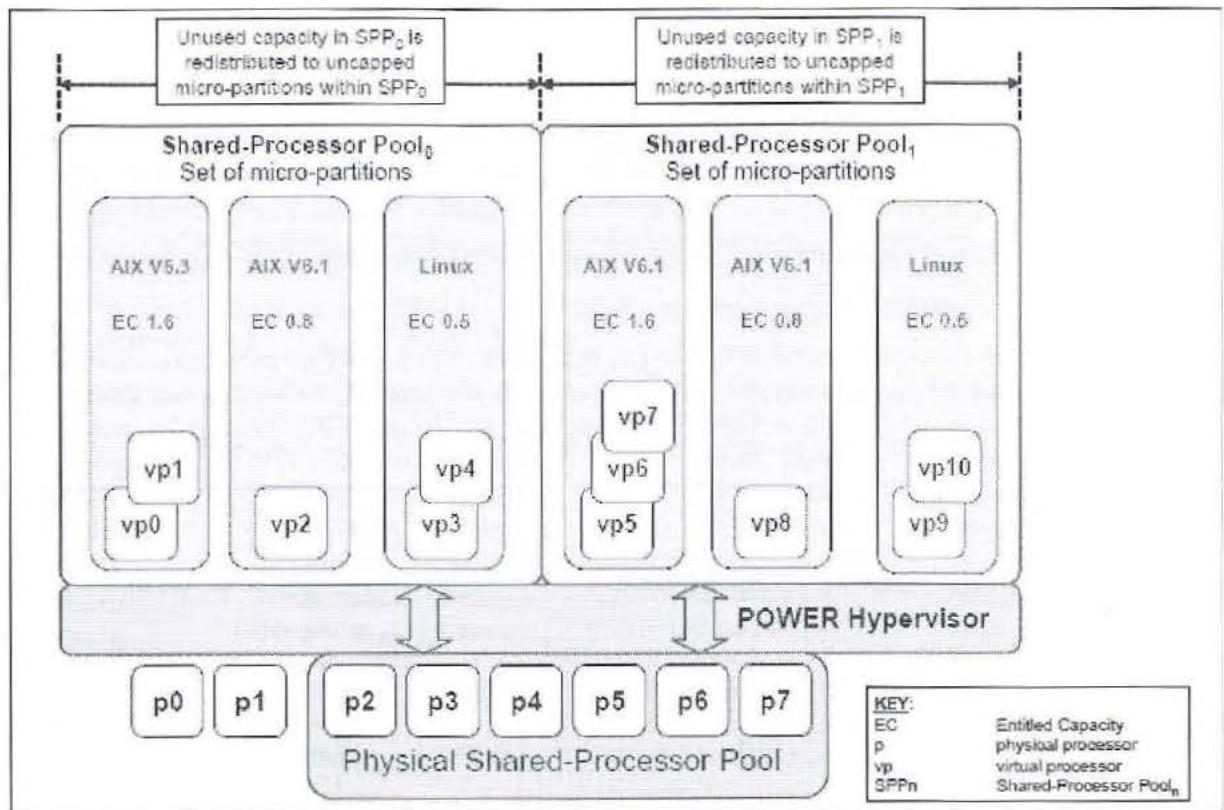 Unused capacity in SPP0 is
redistributed to uncapped
micro-partitions within SPP0
Unused capacity in SPP1 is
redistributed to uncapped
micro-partitions within SPP1
Shared-Processor Pool0
Set of micro-partitions
AIX V5.3
EC 1.6
vp1
vp0
AIX V6.1
EC 0.8
vp2
Linux
EC 0.5
vp4
vp3
Shared-Processor Pool1
Set of micro-partitions
AIX V6.1
EC 1.6
vp7
vp6
vp5
AIX V6.1
EC 0.8
vp8
Linux
EC 0.5
vp10
vp9
POWER Hypervisor
p0
p1
p2
p3
p4
p5
p6
p7
Physical Shared-Processor Pool
KEY:
EC Entitled Capacity
p physical processor
vp virtual processor
SPPn Shared-Processor Pooln